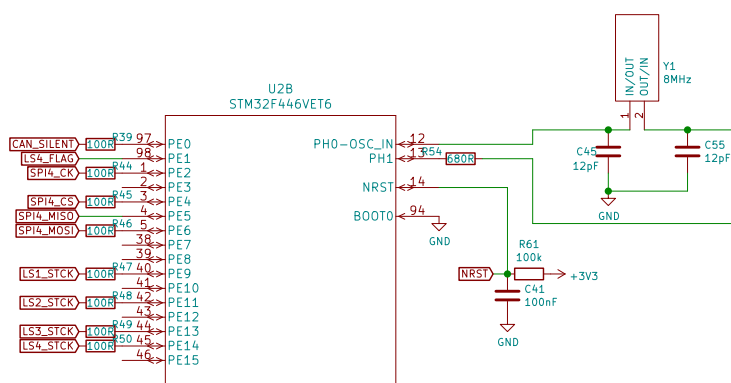 U2B
STM32F446VET6
IN/OUT
OUT/IN
Y1
8MHz
1
2
CAN_SILENT 100R R39 97 PE0
LS4_FLAG 98 PE1
SPI4_CK 100R R44 1 PE2
2 PE3
SPI4_CS 100R R45 3 PE4
SPI4_MISO 4 PE5
SPI4_MOSI 100R R46 5 PE6
38 PE7
39 PE8
LS1_STCK 100R R47 40 PE9
41 PE10
LS2_STCK 100R R48 42 PE11
43 PE12
LS3_STCK 100R R49 44 PE13
LS4_STCK 100R R50 45 PE14
46 PE15
PH0-OSC_IN 12
PH1 13 R54 680R
NRST 14
BOOT0 94
GND
C45
12pF
C55
12pF
GND
R61
100k
NRST
+3V3
C41
100nF
GND